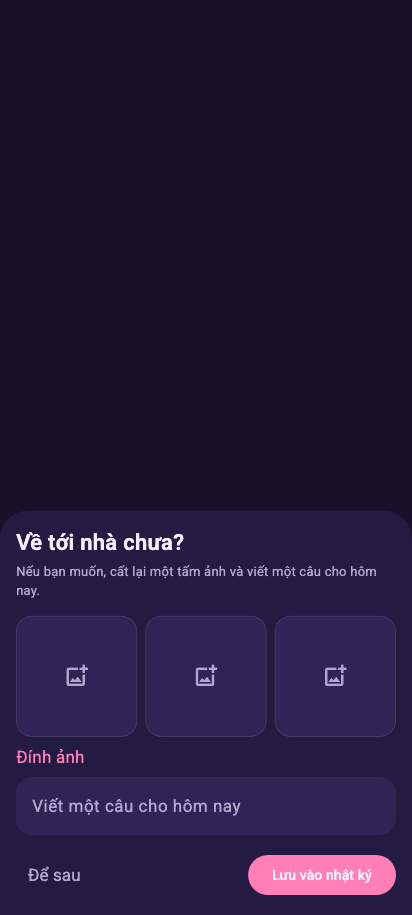 Về tới nhà chưa?
Nếu bạn muốn, cất lại một tấm ảnh và viết một câu cho hôm
nay.
Đính ảnh
Viết một câu cho hôm nay
Để sau
Lưu vào nhật ký